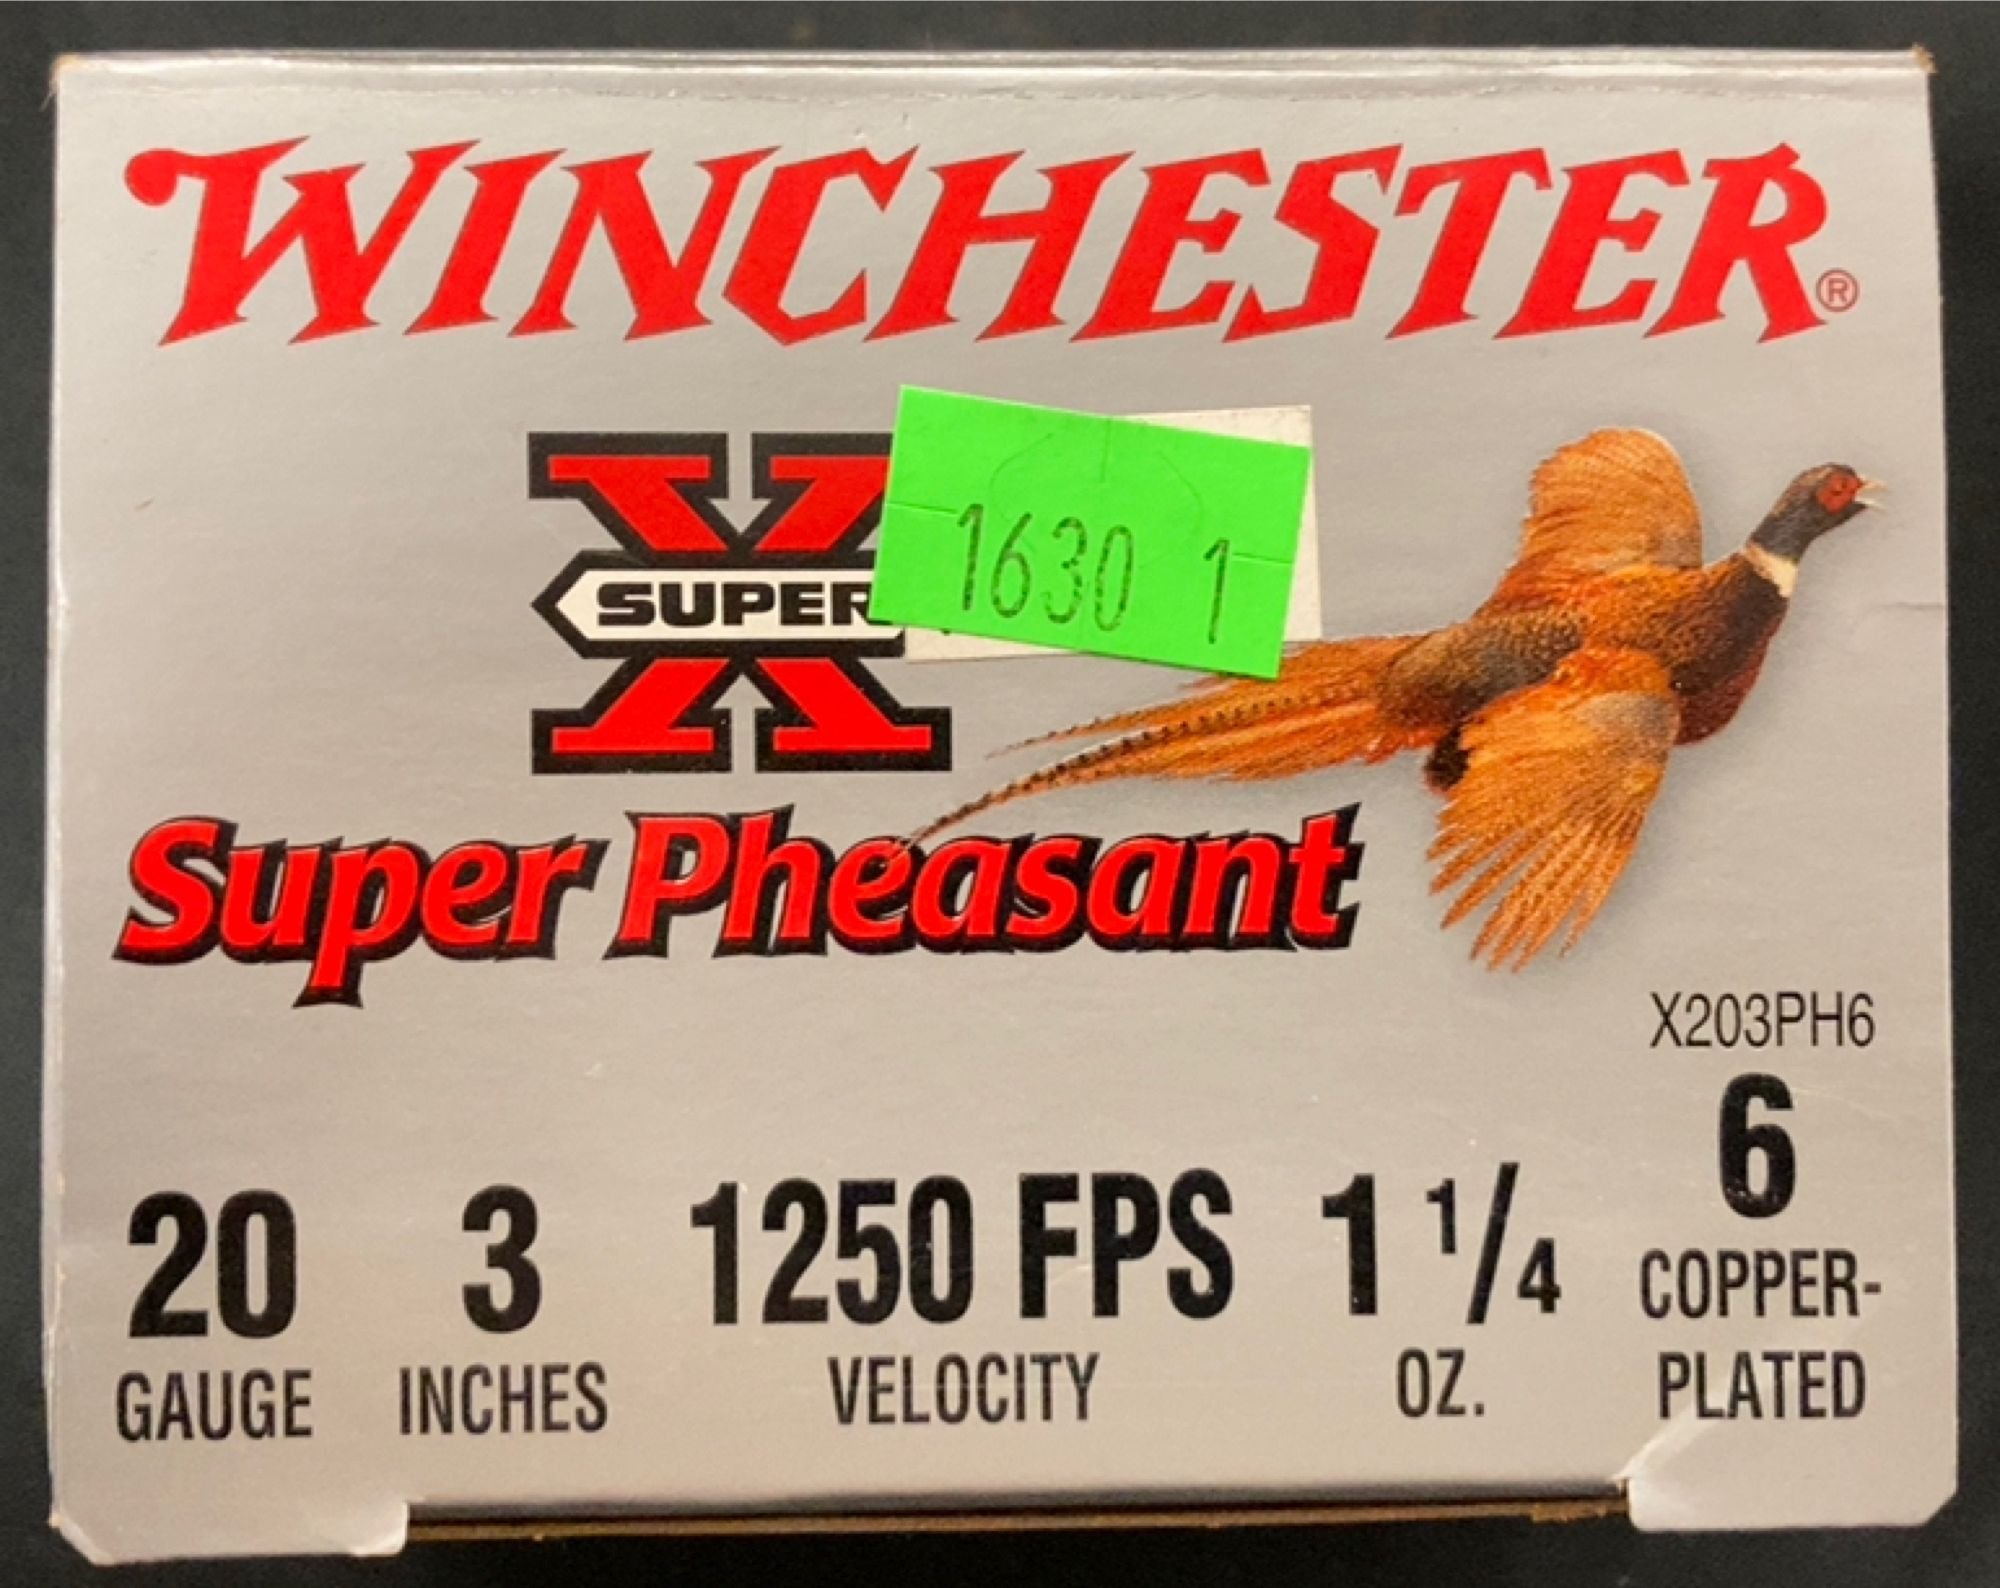 WINCHESTER®
SUPER
X
1630 1
Super Pheasant
X203PH6
20 GAUGE
3 INCHES
1250 FPS VELOCITY
1 1/4 OZ.
6 COPPER-
PLATED